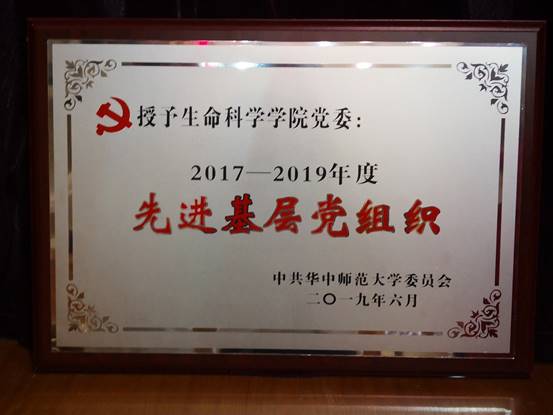 授予生命科学学院党委：
2017—2019年度
先进基层党组织
中共华中师范大学委员会
二〇一九年六月